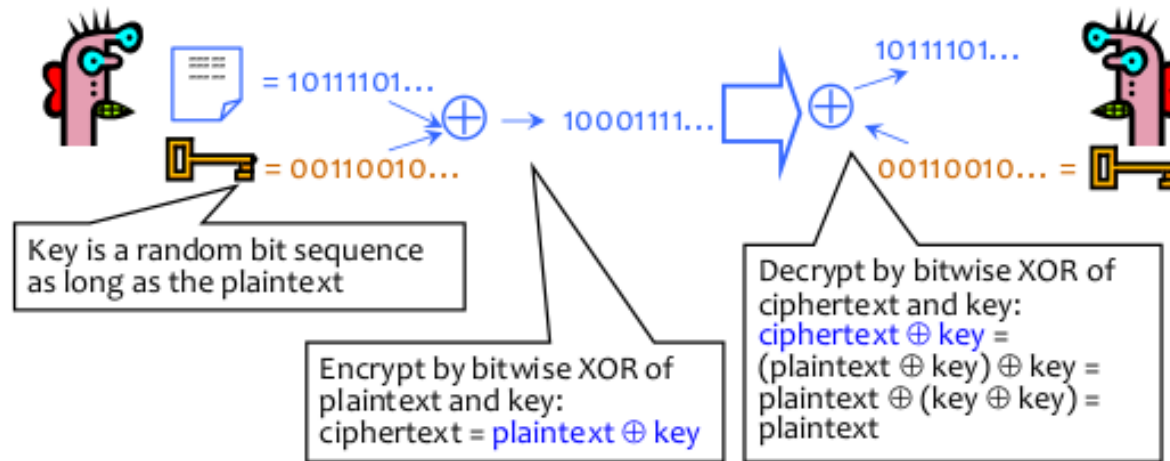 = 10111101...
= 00110010...
10001111...
10111101...
00110010... =
Key is a random bit sequence
as long as the plaintext
Encrypt by bitwise XOR of
plaintext and key:
ciphertext = plaintext ⊕ key
Decrypt by bitwise XOR of
ciphertext and key:
ciphertext ⊕ key =
(plaintext ⊕ key) ⊕ key =
plaintext ⊕ (key ⊕ key) =
plaintext